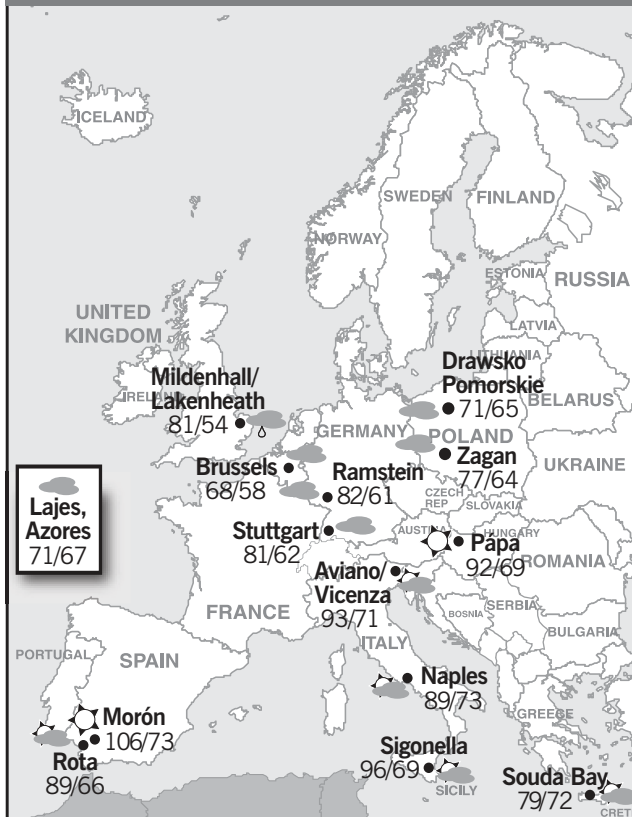 ICELAND
SWEDEN
FINLAND
NORWAY
ESTONIA
RUSSIA
UNITED
KINGDOM
LATVIA
LITHUANIA
Drawsko
Pomorskie
71/65
Mildenhall/
Lakenheath
81/54
IRELAND
BELARUS
GERMANY
POLAND
Zagan
77/64
Brussels
68/58
Ramstein
82/61
UKRAINE
CZECH
REP
SLOVAKIA
Lajes,
Azores
71/67
Stuttgart
81/62
AUSTRIA
HUNGARY
Pápa
92/69
ROMANIA
Aviano/
Vicenza
93/71
FRANCE
BOSNIA
SERBIA
BULGARIA
ITALY
PORTUGAL
SPAIN
Naples
89/73
GREECE
Morón
106/73
Rota
89/66
Sigonella
96/69
SICILY
Souda Bay
79/72
CRET